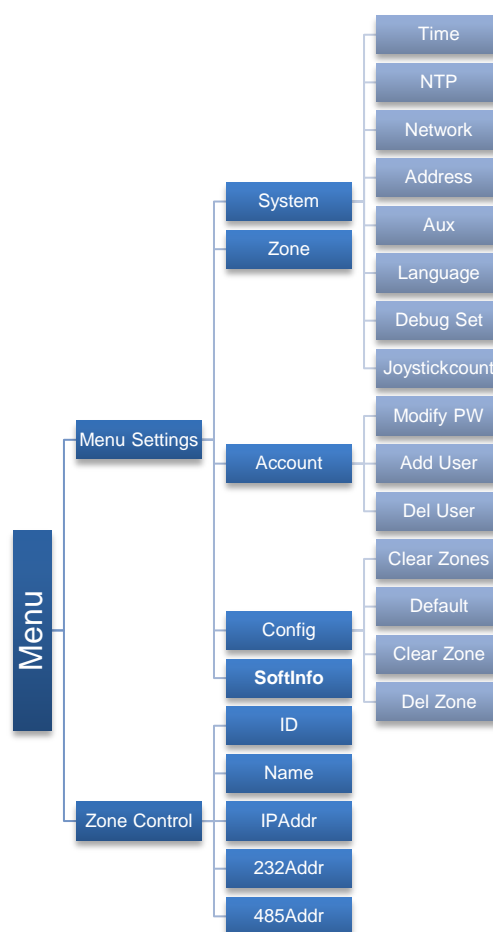 Menu
Menu Settings
System
Time
NTP
Network
Address
Aux
Language
Debug Set
Joystickcount
Zone
Account
Modify PW
Add User
Del User
Config
Clear Zones
Default
Clear Zone
Del Zone
SoftInfo
Zone Control
ID
Name
IPAddr
232Addr
485Addr